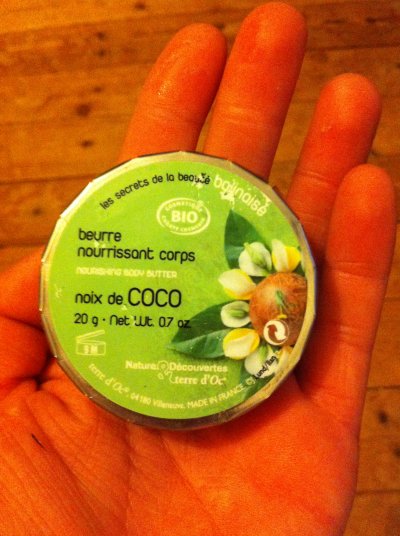 les secrets de la beauté
balinaise
COSMETIQUE
BIO
beurre
nourrissant corps
NOURISHING BODY BUTTER
noix de COCO
20 g - Net Wt. 0.7 oz
9 M
Nature & Découvertes
terre d'Oc
terre d'Oc, 04180 Villeneuve, MADE IN FRANCE